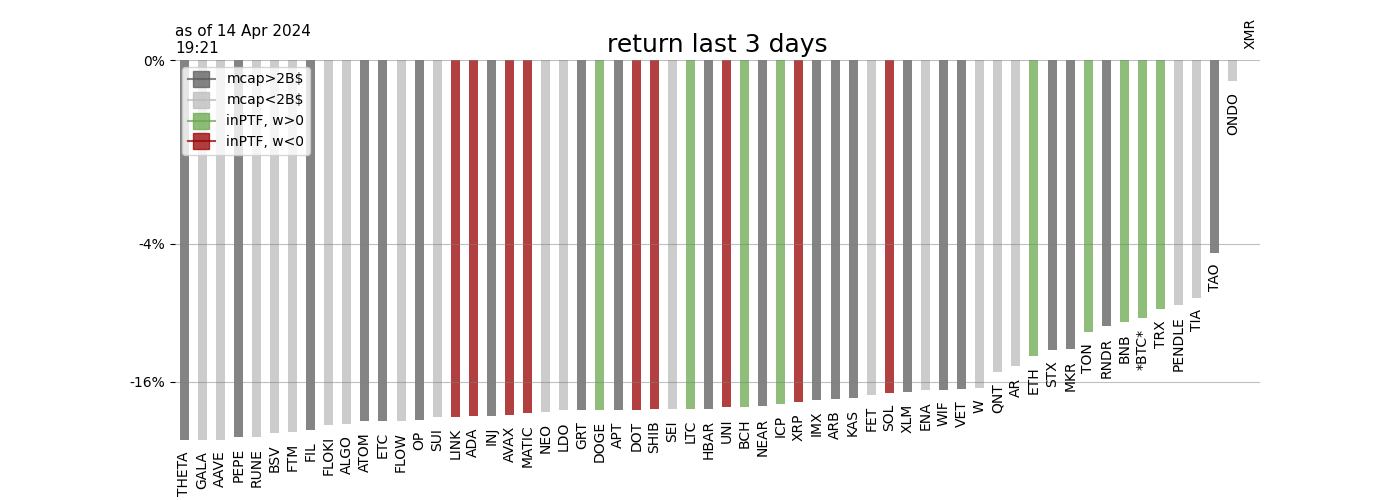 as of 14 Apr 2024
19:21
return last 3 days
XMR
0%
mcap>2B$
mcap<2B$
inPTF, w>0
inPTF, w<0
-4%
-16%
THETA
GALA
AAVE
PEPE
RUNE
BSV
FTM
FIL
FLOKI
ALGO
ATOM
ETC
FLOW
OP
SUI
LINK
ADA
INJ
AVAX
MATIC
NEO
LDO
GRT
DOGE
APT
DOT
SHIB
SEI
LTC
HBAR
UNI
BCH
NEAR
ICP
XRP
IMX
ARB
KAS
FET
SOL
XLM
ENA
WIF
VET
W
QNT
AR
ETH
STX
MKR
TON
RNDR
BNB
*BTC*
TRX
PENDLE
TIA
TAO
ONDO